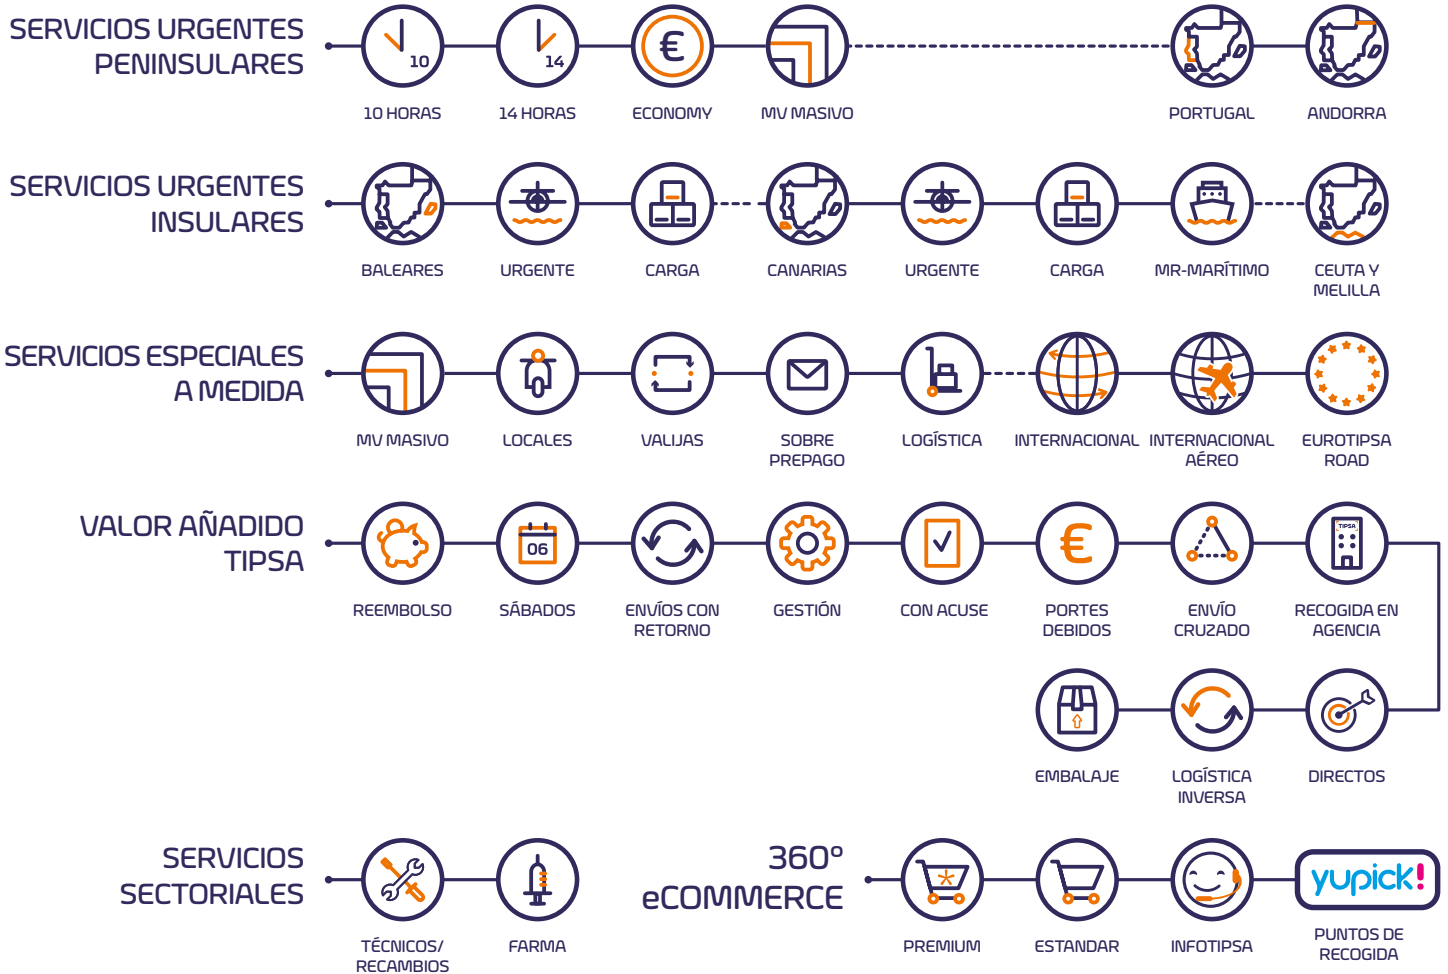 SERVICIOS URGENTES
PENINSULARES
10
14
€
10 HORAS
14 HORAS
ECONOMY
MV MASIVO
PORTUGAL
ANDORRA
SERVICIOS URGENTES
INSULARES
BALEARES
URGENTE
CARGA
CANARIAS
URGENTE
CARGA
MR-MARÍTIMO
CEUTA Y
MELILLA
SERVICIOS ESPECIALES
A MEDIDA
MV MASIVO
LOCALES
VALIJAS
SOBRE
PREPAGO
LOGÍSTICA
INTERNACIONAL
INTERNACIONAL
AÉREO
EUROTIPSA
ROAD
VALOR AÑADIDO
TIPSA
06
€
TIPSA
REEMBOLSO
SÁBADOS
ENVÍOS CON
RETORNO
GESTIÓN
CON ACUSE
PORTES
DEBIDOS
ENVÍO
CRUZADO
RECOGIDA EN
AGENCIA
EMBALAJE
LOGÍSTICA
INVERSA
DIRECTOS
SERVICIOS
SECTORIALES
TÉCNICOS/
RECAMBIOS
FARMA
360º
eCOMMERCE
PREMIUM
ESTANDAR
INFOTIPSA
yupick!
PUNTOS DE
RECOGIDA